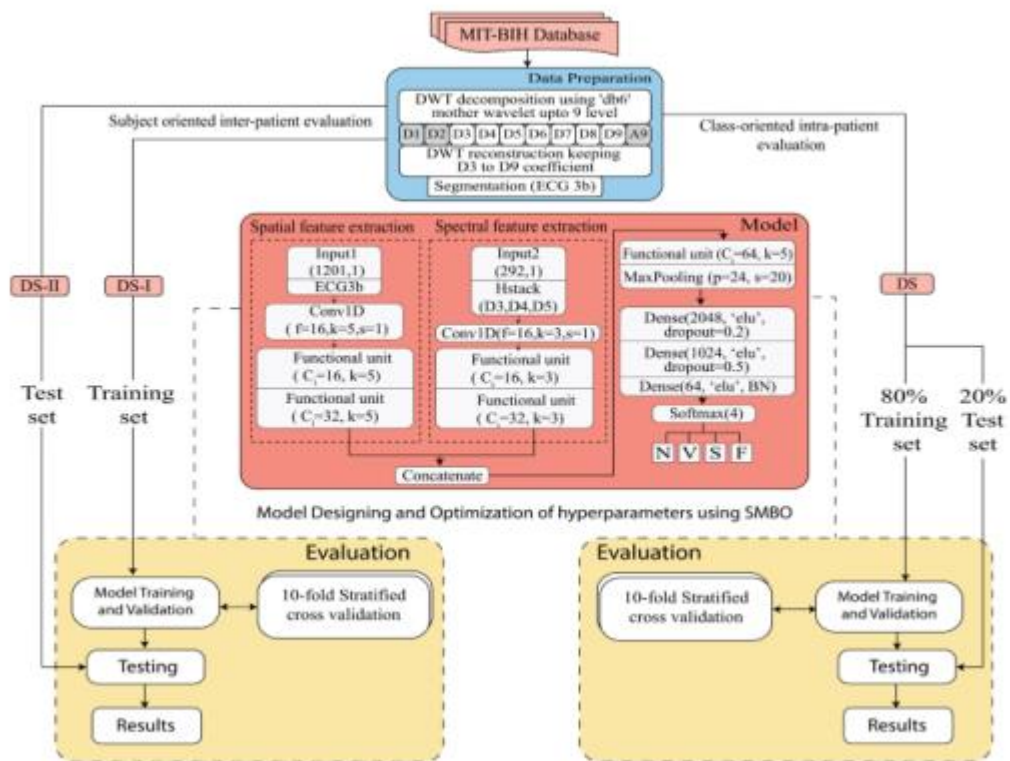 MIT-BIH Database
Data Preparation
DWT decomposition using 'db6'
mother wavelet upto 9 level
D1 D2 D3 D4 D5 D6 D7 D8 D9 A9
DWT reconstruction keeping
D3 to D9 coefficient
Segmentation (ECG 3b)
Subject oriented inter-patient evaluation
Class-oriented intra-patient
evaluation
Model
Spatial feature extraction
Input1
(1201,1)
ECG3b
Conv1D
( f=16,k=5,s=1)
Functional unit
( Ci=16, k=5)
Functional unit
( Ci=32, k=5)
Spectral feature extraction
Input2
(292,1)
Hstack
(D3,D4,D5)
Conv1D(f=16,k=3,s=1)
Functional unit
( Ci=16, k=3)
Functional unit
( Ci=32, k=3)
Concatenate
Functional unit (Ci=64, k=5)
MaxPooling (p=24, s=20)
Dense(2048, ‘elu’,
dropout=0.2)
Dense(1024, ‘elu’,
dropout=0.5)
Dense(64, ‘elu’, BN)
Softmax(4)
N V S F
DS-II
DS-I
DS
Test
set
Training
set
80%
Training
set
20%
Test
set
Model Designing and Optimization of hyperparameters using SMBO
Evaluation
Model Training
and Validation
10-fold Stratified
cross validation
Testing
Results
Evaluation
10-fold Stratified
cross validation
Model Training
and Validation
Testing
Results